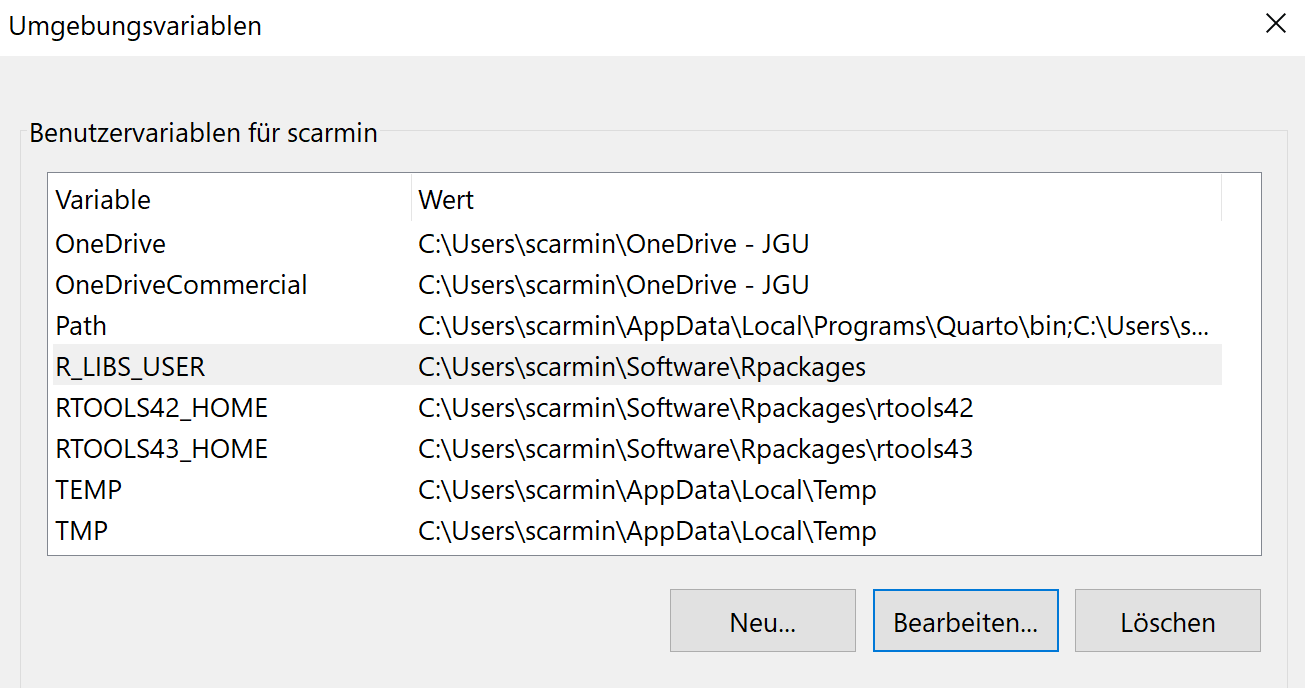 Umgebungsvariablen
Benutzervariablen für scarmin
Variable Wert
OneDrive C:\Users\scarmin\OneDrive - JGU
OneDriveCommercial C:\Users\scarmin\OneDrive - JGU
Path C:\Users\scarmin\AppData\Local\Programs\Quarto\bin;C:\Users\s...
R_LIBS_USER C:\Users\scarmin\Software\Rpackages
RTOOLS42_HOME C:\Users\scarmin\Software\Rpackages\rtools42
RTOOLS43_HOME C:\Users\scarmin\Software\Rpackages\rtools43
TEMP C:\Users\scarmin\AppData\Local\Temp
TMP C:\Users\scarmin\AppData\Local\Temp
Neu... Bearbeiten... Löschen